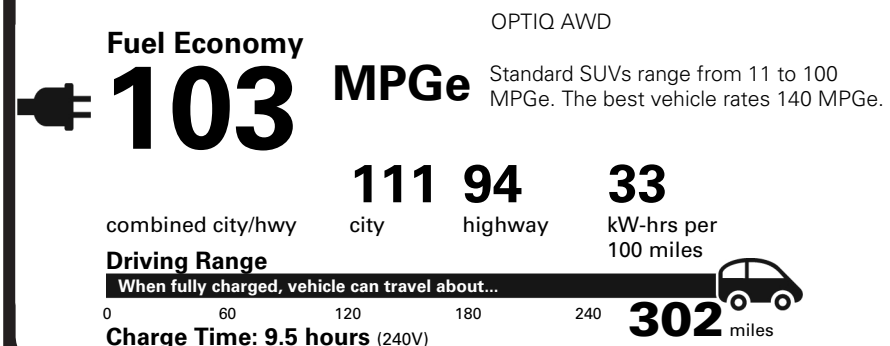 OPTIQ AWD
Fuel Economy
103 MPGe
Standard SUVs range from 11 to 100
MPGe. The best vehicle rates 140 MPGe.
111 94 33
combined city/hwy city highway kW-hrs per
100 miles
Driving Range
When fully charged, vehicle can travel about...
0 60 120 180 240 302 miles
Charge Time: 9.5 hours (240V)